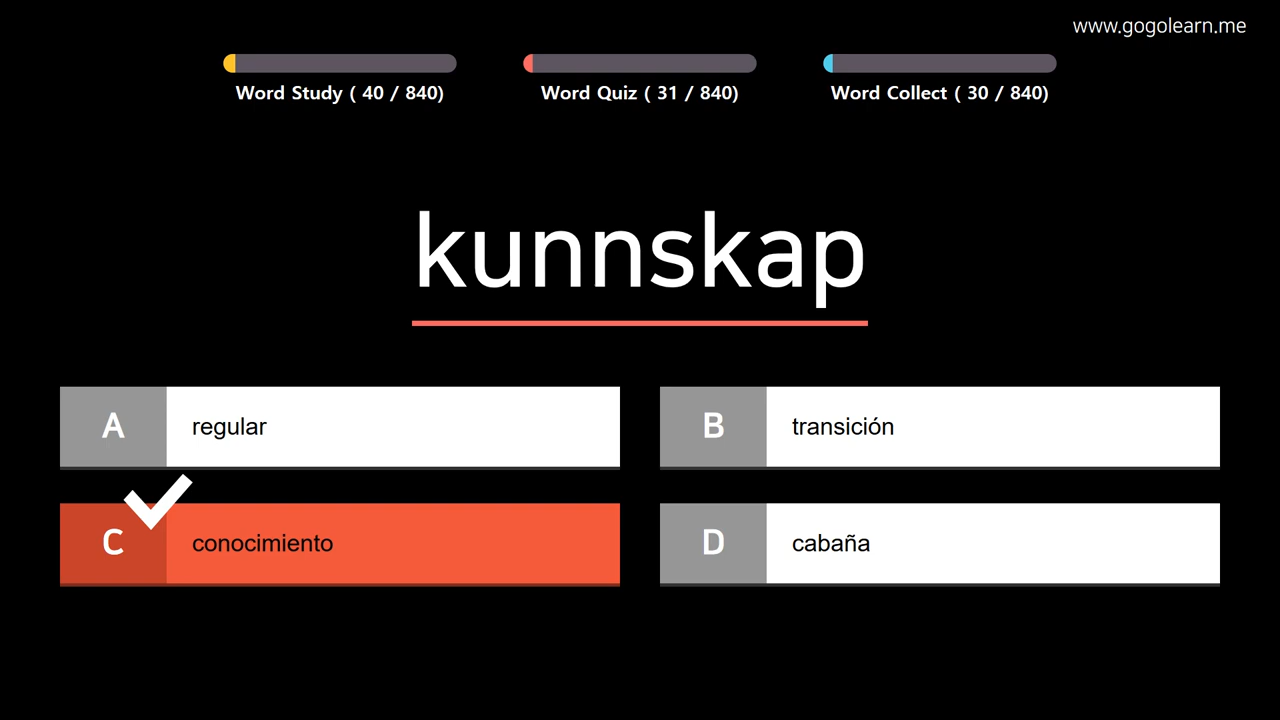 www.gogolearn.me
Word Study ( 40 / 840)
Word Quiz ( 31 / 840)
Word Collect ( 30 / 840)
kunnskap
A regular
B transición
C conocimiento
D cabaña